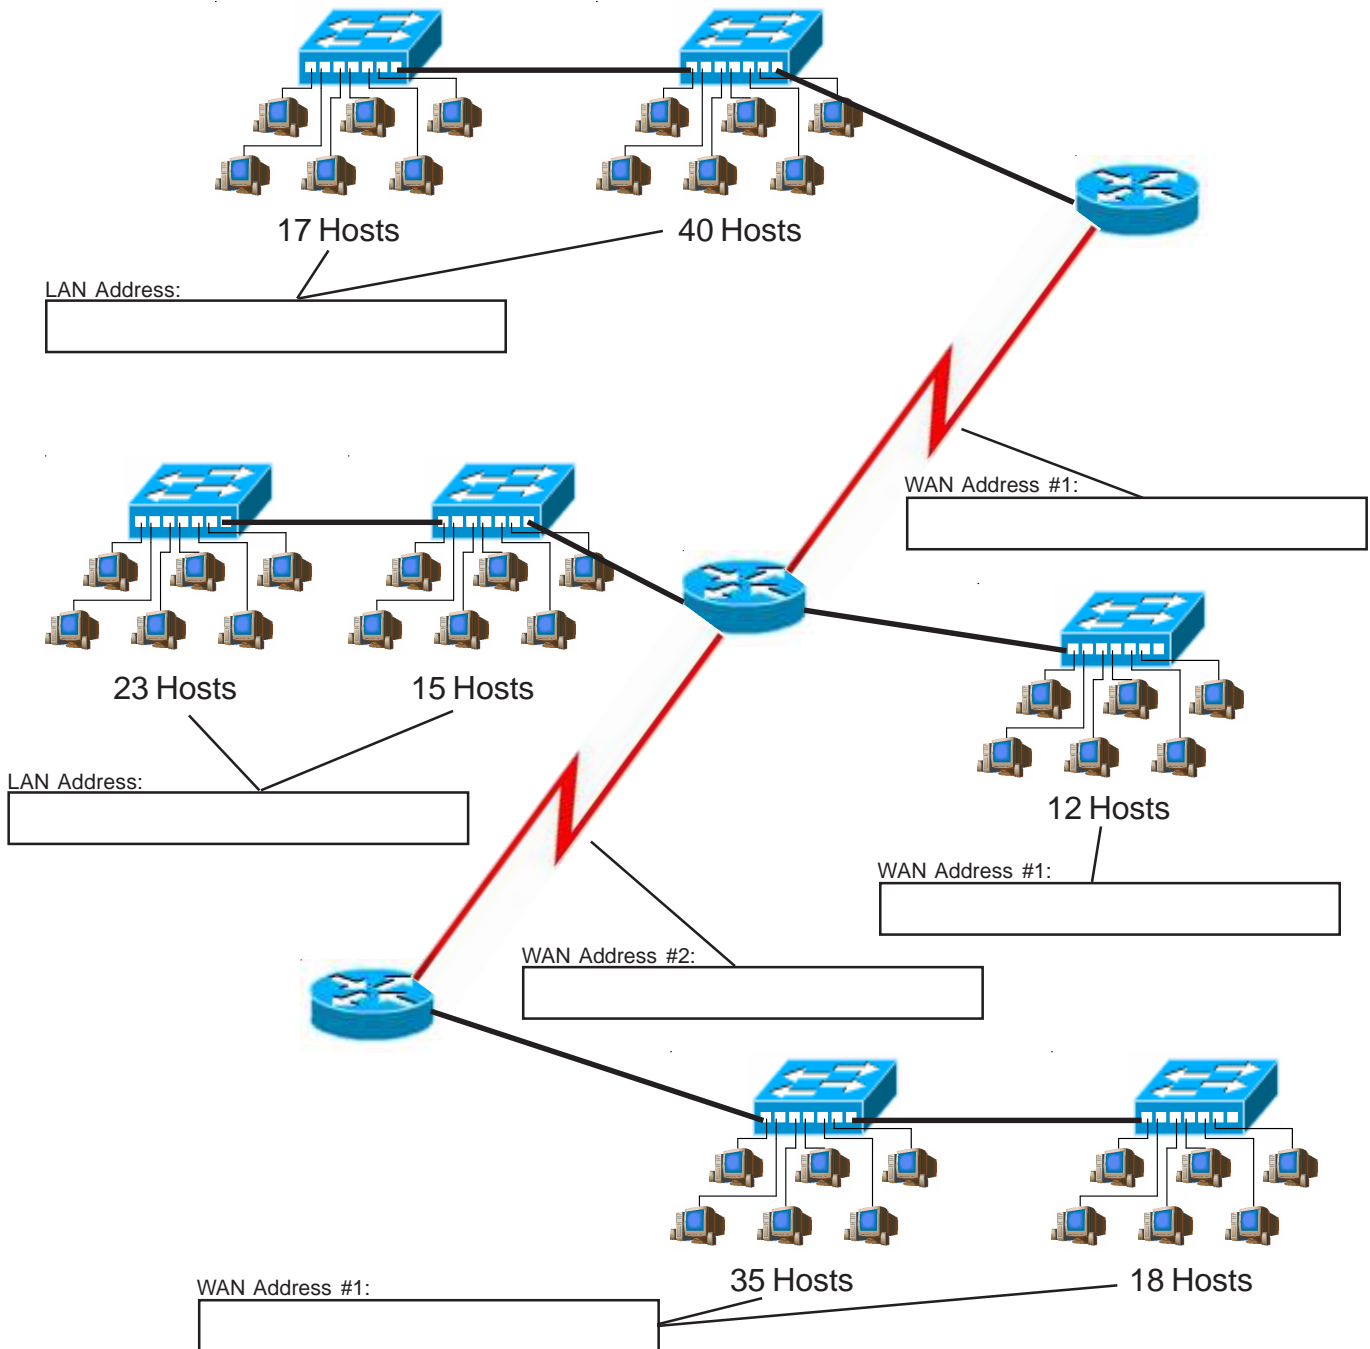 17 Hosts
40 Hosts
LAN Address:
WAN Address #1:
23 Hosts
15 Hosts
LAN Address:
12 Hosts
WAN Address #1:
WAN Address #2:
35 Hosts
18 Hosts
WAN Address #1: